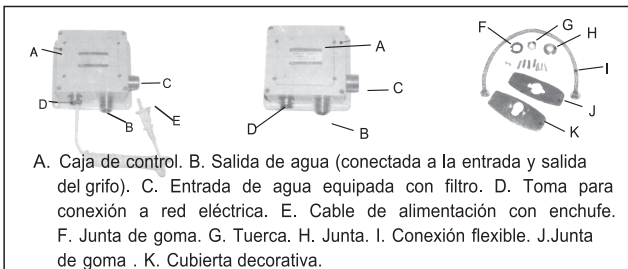 A
D
C
B
E
A
C
D
B
F
G
H
I
J
K
A. Caja de control. B. Salida de agua (conectada a la entrada y salida
del grifo). C. Entrada de agua equipada con filtro. D. Toma para
conexión a red eléctrica. E. Cable de alimentación con enchufe.
F. Junta de goma. G. Tuerca. H. Junta. I. Conexión flexible. J.Junta
de goma . K. Cubierta decorativa.